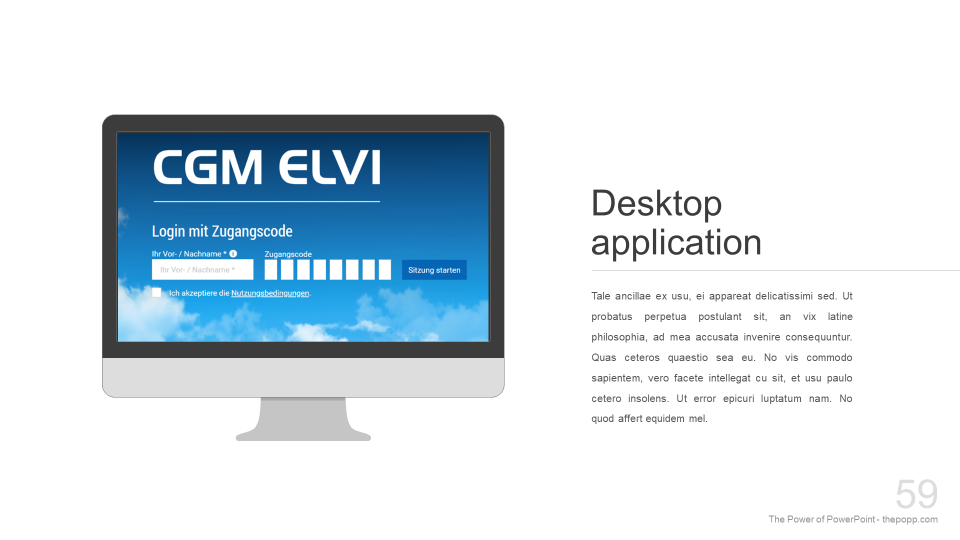 CGM ELVI
Login mit Zugangscode
Ihr Vor- / Nachname * i
Zugangscode
Ihr Vor- / Nachname *
Sitzung starten
Ich akzeptiere die Nutzungsbedingungen.
Desktop
application
Tale ancillae ex usu, ei appareat delicatissimi sed. Ut
probatus perpetua postulant sit, an vix latine
philosophia, ad mea accusata invenire consequuntur.
Quas ceteros quaestio sea eu. No vis commodo
sapientem, vero facete intellegat cu sit, et usu paulo
cetero insolens. Ut error epicuri luptatum nam. No
quod affert equidem mel.
59
The Power of PowerPoint - thepopp.com